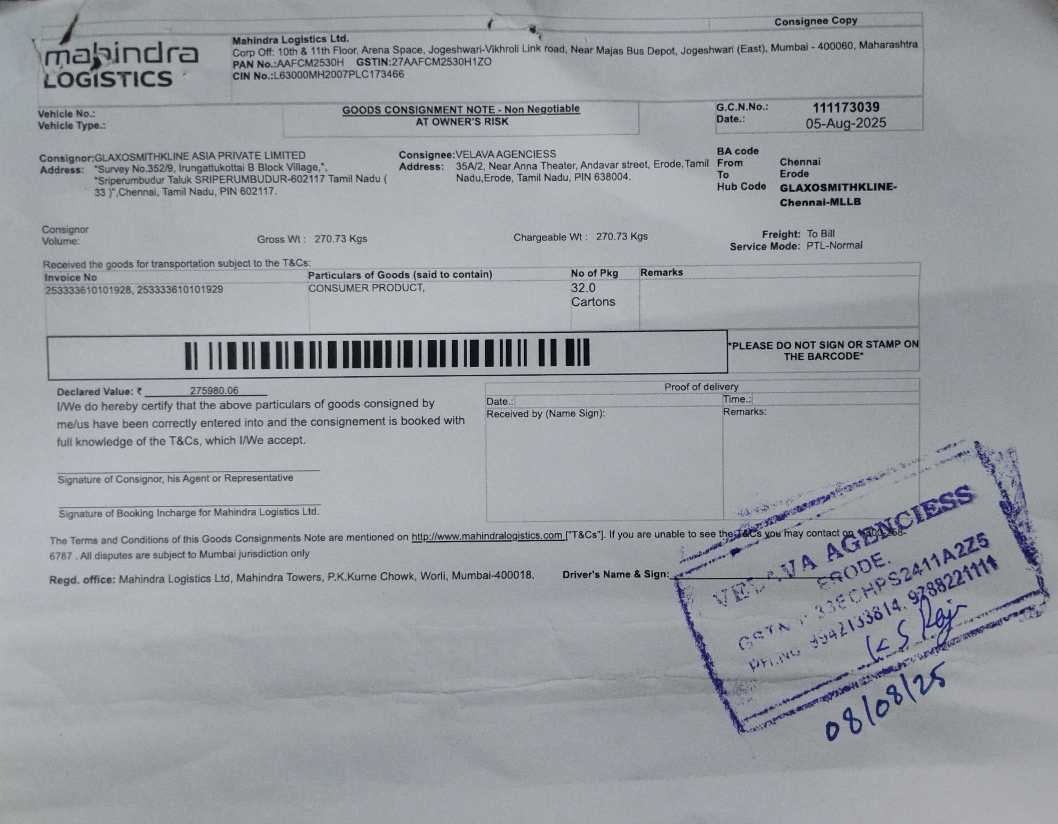 Consignee Copy
mahindra
LOGISTICS
Mahindra Logistics Ltd.
Corp Off: 10th & 11th Floor, Arena Space, Jogeshwari-Vikhroli Link road, Near Majas Bus Depot, Jogeshwari (East), Mumbai - 400060, Maharashtra
PAN No.:AAFCM2530H GSTIN:27AAFCM2530H1ZO
CIN No.:L63000MH2007PLC173466
Vehicle No.:
Vehicle Type.:
GOODS CONSIGNMENT NOTE - Non Negotiable
AT OWNER'S RISK
G.C.N.No.: 111173039
Date.: 05-Aug-2025
Consignor:GLAXOSMITHKLINE ASIA PRIVATE LIMITED
Address: "Survey No.352/9, Irungattukottai B Block Village,",
"Sriperumbudur Taluk SRIPERUMBUDUR-602117 Tamil Nadu (
33 )",Chennai, Tamil Nadu, PIN 602117.
Consignee:VELAVA AGENCIESS
Address: 35A/2, Near Anna Theater, Andavar street, Erode,Tamil
Nadu,Erode, Tamil Nadu, PIN 638004.
BA code
From Chennai
To Erode
Hub Code GLAXOSMITHKLINE-
Chennai-MLLB
Consignor
Volume:
Gross Wt : 270.73 Kgs
Chargeable Wt : 270.73 Kgs
Freight: To Bill
Service Mode: PTL-Normal
Received the goods for transportation subject to the T&Cs:
Invoice No Particulars of Goods (said to contain) No of Pkg Remarks
253333610101928, 253333610101929 CONSUMER PRODUCT, 32.0
Cartons
*PLEASE DO NOT SIGN OR STAMP ON
THE BARCODE*
Declared Value: ₹ 275980.06
I/We do hereby certify that the above particulars of goods consigned by
me/us have been correctly entered into and the consignement is booked with
full knowledge of the T&Cs, which I/We accept.
Proof of delivery
Date.: Time.:
Received by (Name Sign): Remarks:
Signature of Consignor, his Agent or Representative
Signature of Booking Incharge for Mahindra Logistics Ltd.
The Terms and Conditions of this Goods Consignments Note are mentioned on http://www.mahindralogistics.com ["T&Cs"]. If you are unable to see the T&Cs you may contact on
6787 . All disputes are subject to Mumbai jurisdiction only
Regd. office: Mahindra Logistics Ltd, Mahindra Towers, P.K.Kurne Chowk, Worli, Mumbai-400018.
Driver's Name & Sign:
VELAVA AGENCIESS
ERODE.
33ECHPS2411A2Z5
PH.NO 9942133814, 9788221111
K S Raj
08/08/25